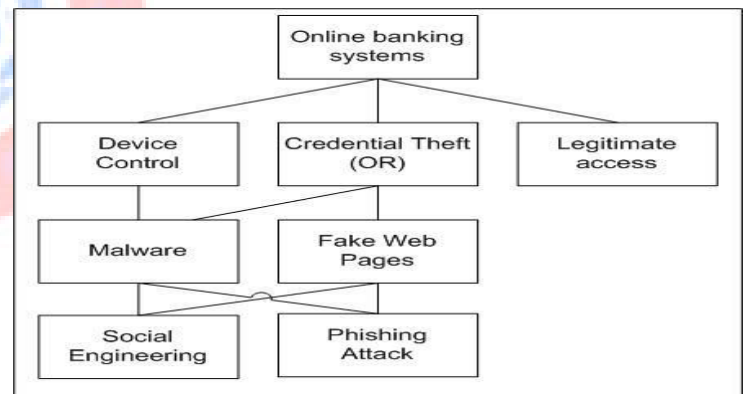 Online banking
systems
Device
Control
Credential Theft
(OR)
Legitimate
access
Malware
Fake Web
Pages
Social
Engineering
Phishing
Attack